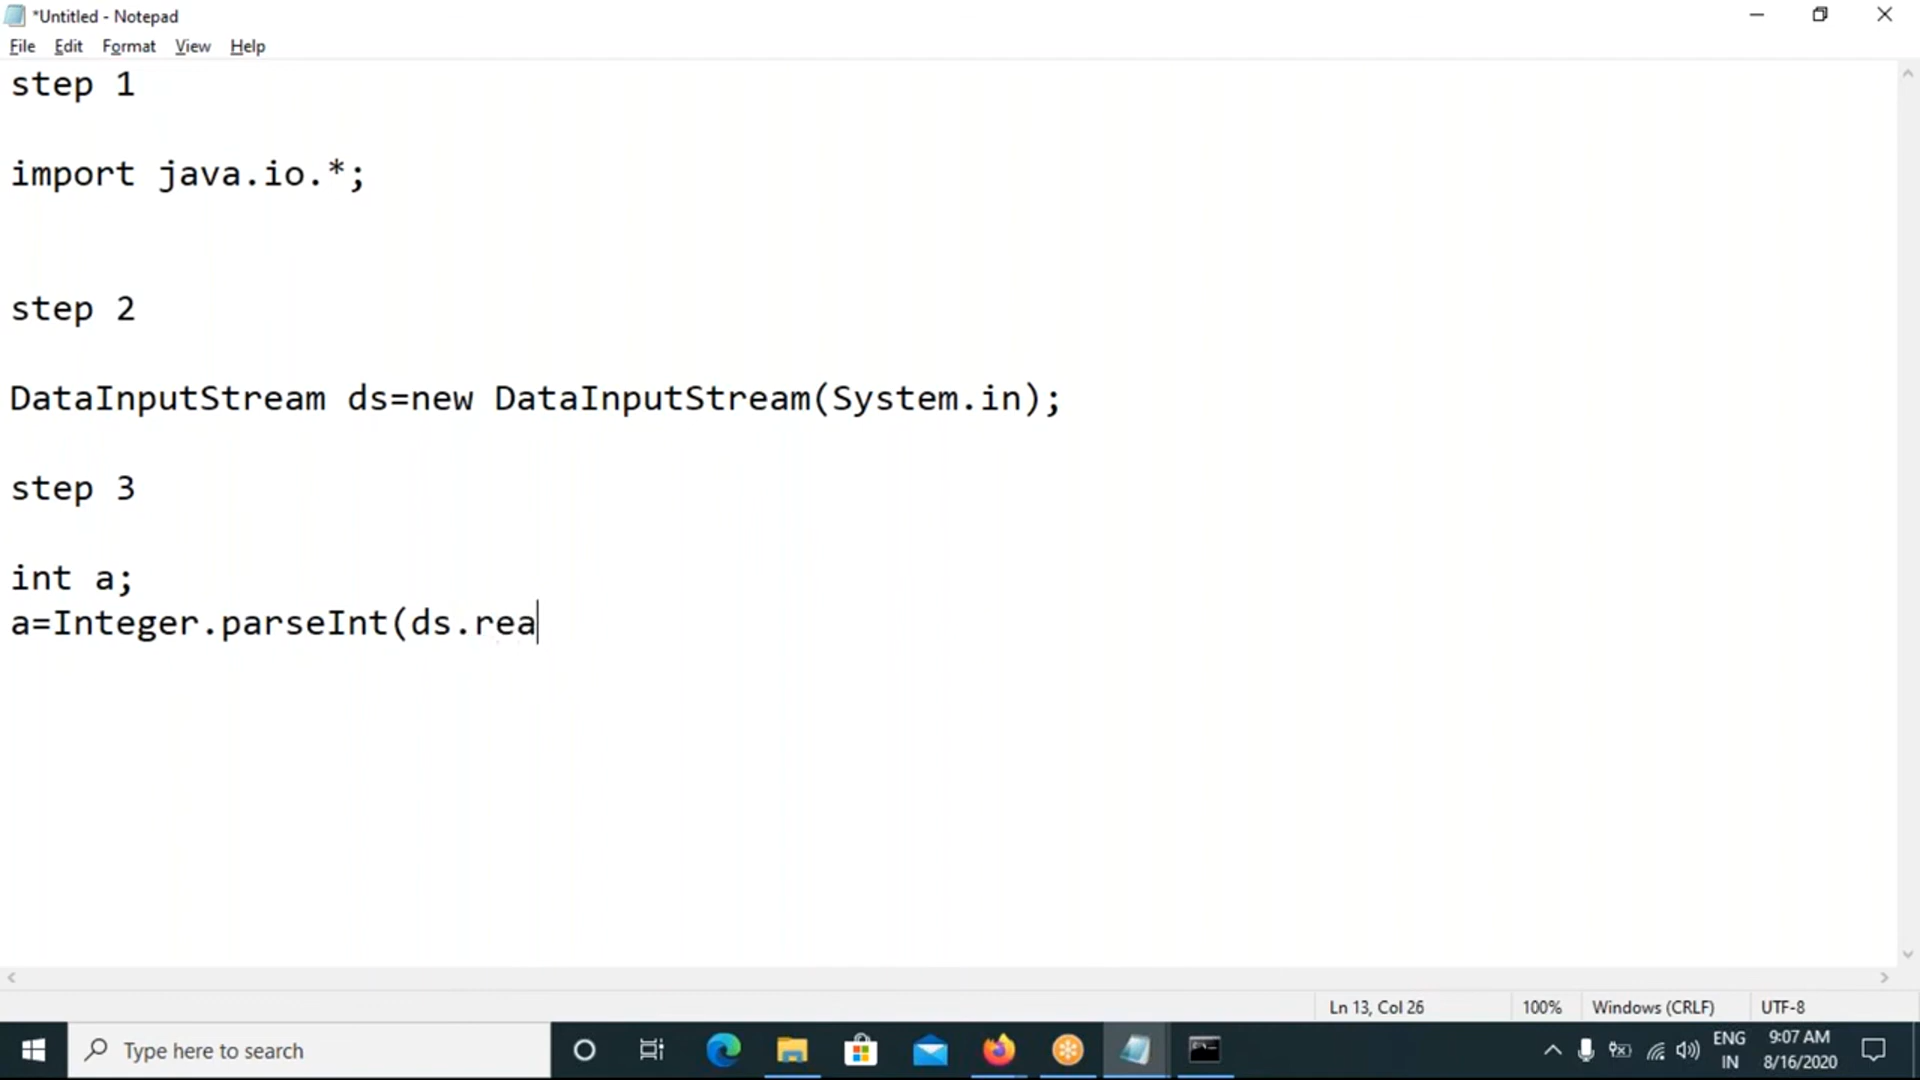 *Untitled - Notepad
File Edit Format View Help
step 1
import java.io.*;
step 2
DataInputStream ds=new DataInputStream(System.in);
step 3
int a;
a=Integer.parseInt(ds.rea
Ln 13, Col 26 100% Windows (CRLF) UTF-8
Type here to search
ENG
IN
9:07 AM
8/16/2020